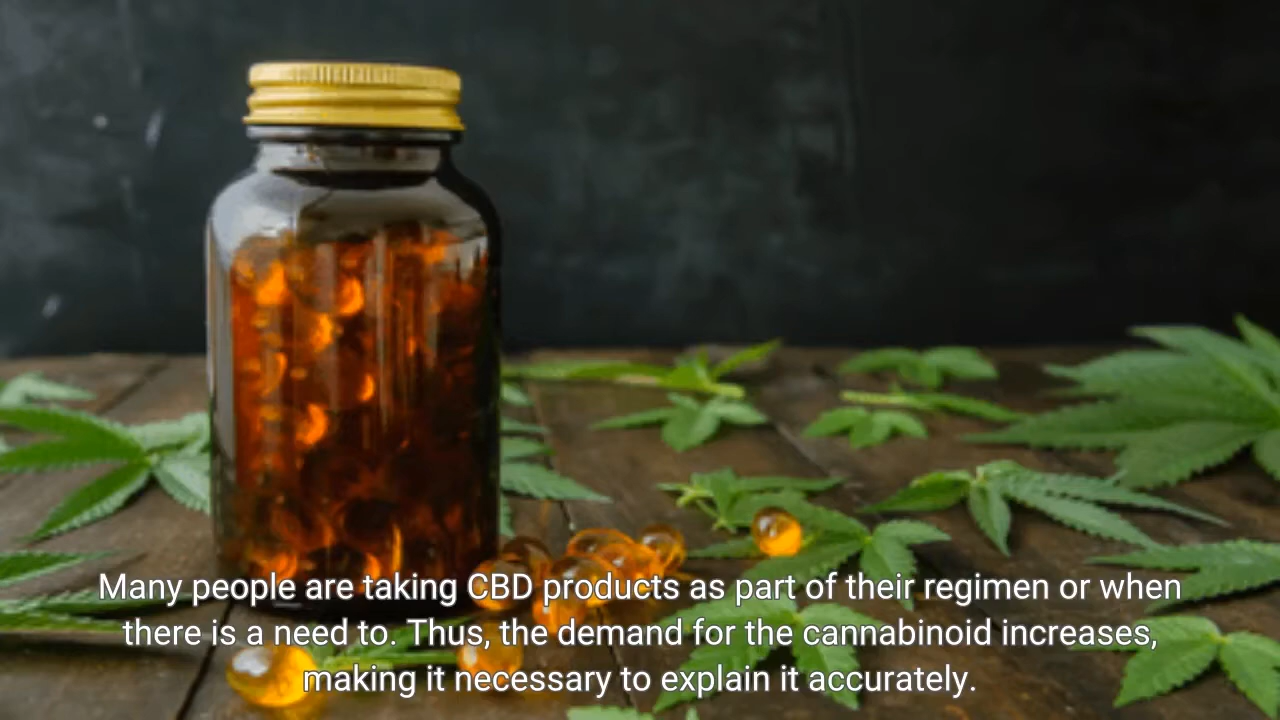 Many people are taking CBD products as part of their regimen or when
there is a need to. Thus, the demand for the cannabinoid increases,
making it necessary to explain it accurately.